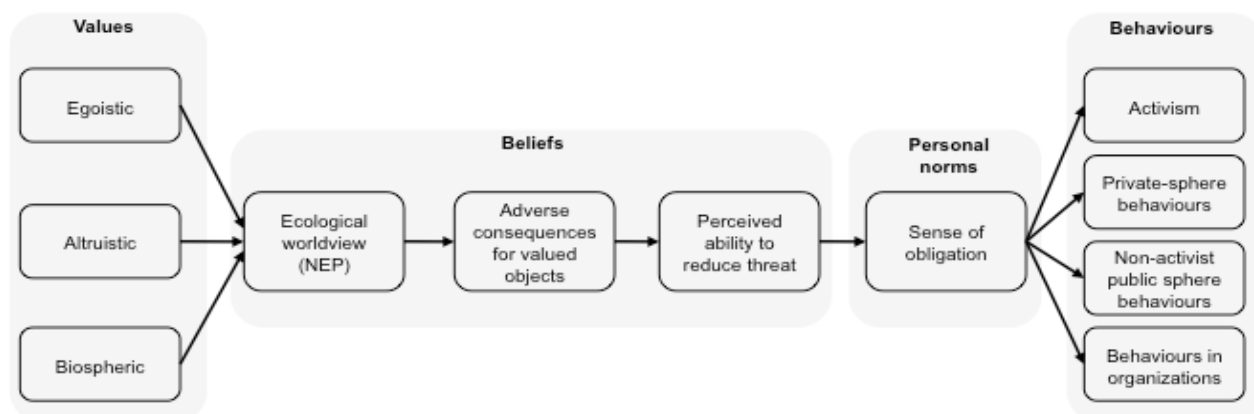 Values
Egoistic
Altruistic
Biospheric
Beliefs
Ecological
worldview
(NEP)
Adverse
consequences
for valued
objects
Perceived
ability to
reduce threat
Personal
norms
Sense of
obligation
Behaviours
Activism
Private-sphere
behaviours
Non-activist
public sphere
behaviours
Behaviours in
organizations